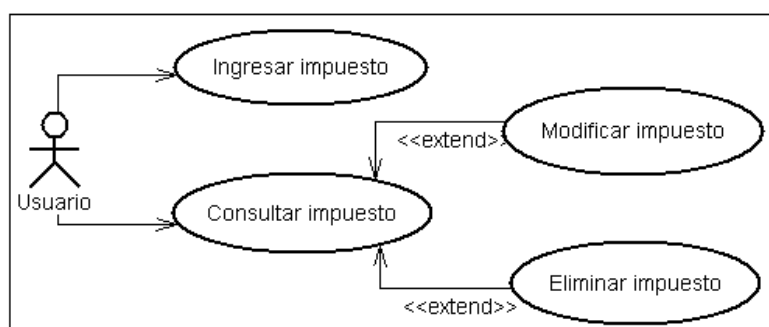 Ingresar impuesto
Modificar impuesto
<<extend>>
Usuario
Consultar impuesto
Eliminar impuesto
<<extend>>